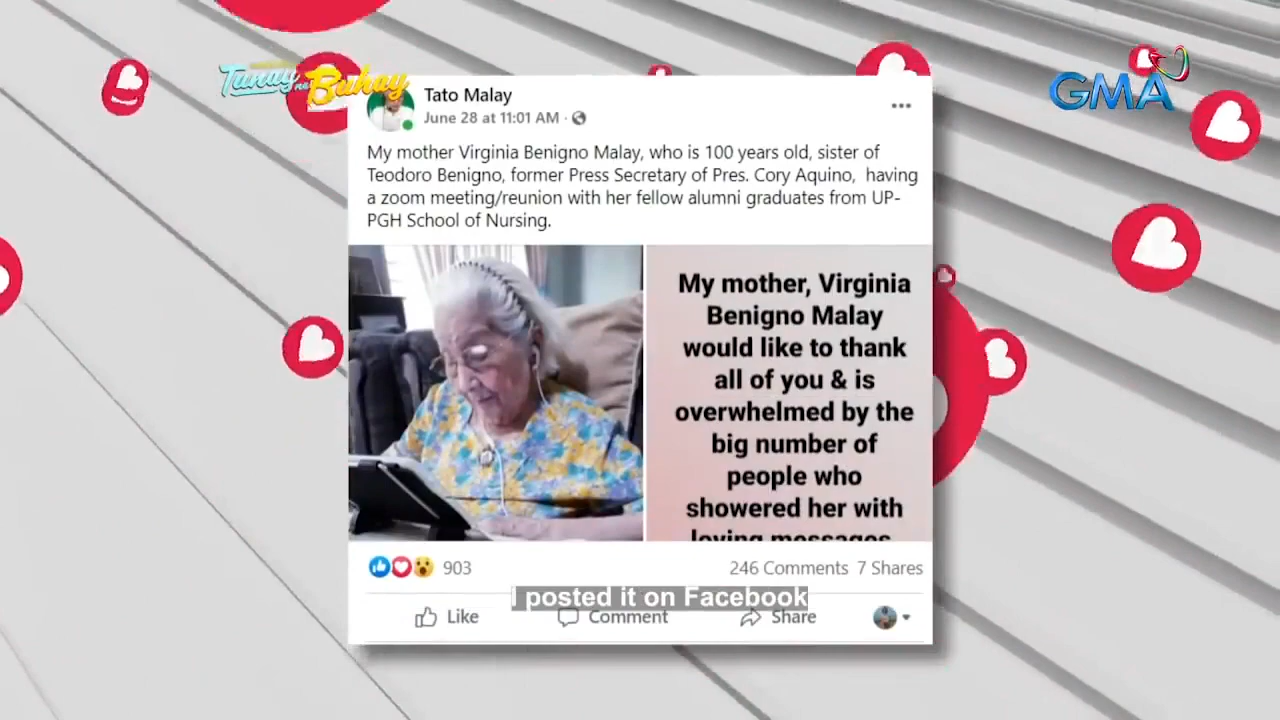 Tunay na Buhay
GMA
Tato Malay
June 28 at 11:01 AM ·
My mother Virginia Benigno Malay, who is 100 years old, sister of
Teodoro Benigno, former Press Secretary of Pres. Cory Aquino, having
a zoom meeting/reunion with her fellow alumni graduates from UP-
PGH School of Nursing.
My mother, Virginia
Benigno Malay
would like to thank
all of you & is
overwhelmed by the
big number of
people who
showered her with
loving messages
903
246 Comments 7 Shares
I posted it on Facebook
Like
Comment
Share